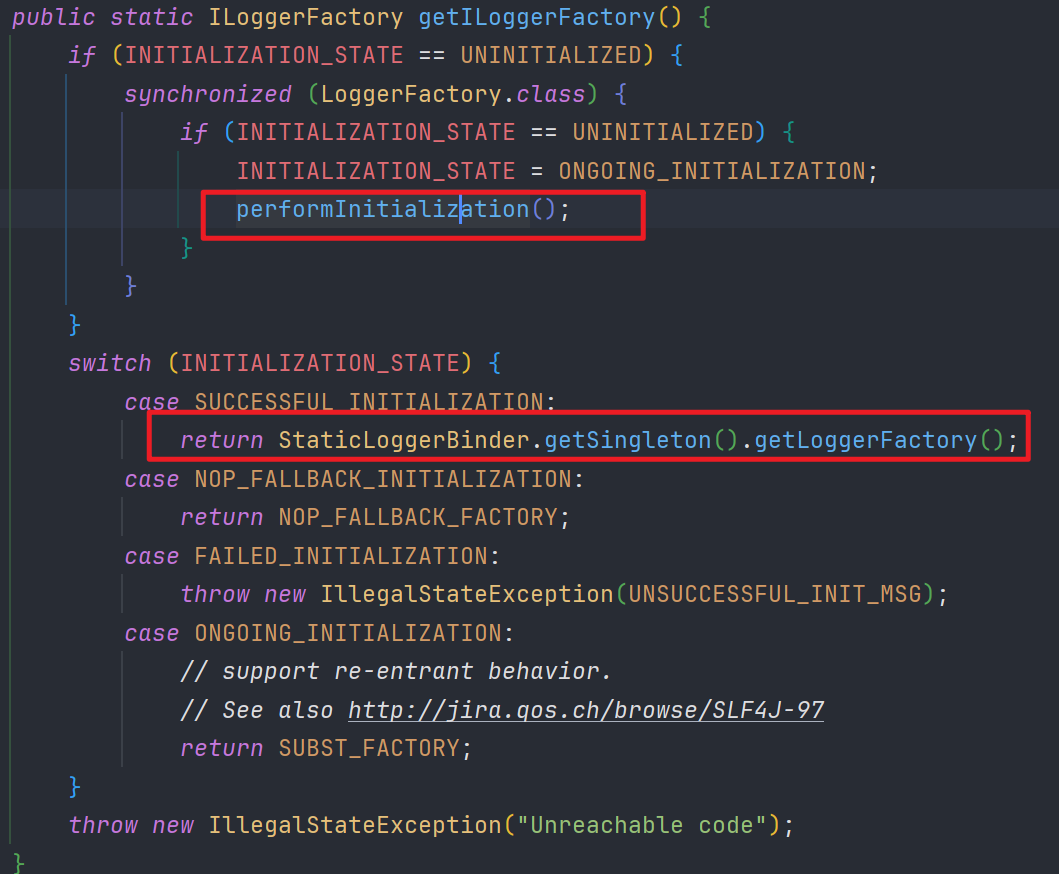 public static ILoggerFactory getILoggerFactory() {
if (INITIALIZATION_STATE == UNINITIALIZED) {
synchronized (LoggerFactory.class) {
if (INITIALIZATION_STATE == UNINITIALIZED) {
INITIALIZATION_STATE = ONGOING_INITIALIZATION;
performInitialization();
}
}
}
switch (INITIALIZATION_STATE) {
case SUCCESSFUL_INITIALIZATION:
return StaticLoggerBinder.getSingleton().getLoggerFactory();
case NOP_FALLBACK_INITIALIZATION:
return NOP_FALLBACK_FACTORY;
case FAILED_INITIALIZATION:
throw new IllegalStateException(UNSUCCESSFUL_INIT_MSG);
case ONGOING_INITIALIZATION:
// support re-entrant behavior.
// See also http://jira.qos.ch/browse/SLF4J-97
return SUBST_FACTORY;
}
throw new IllegalStateException("Unreachable code");
}